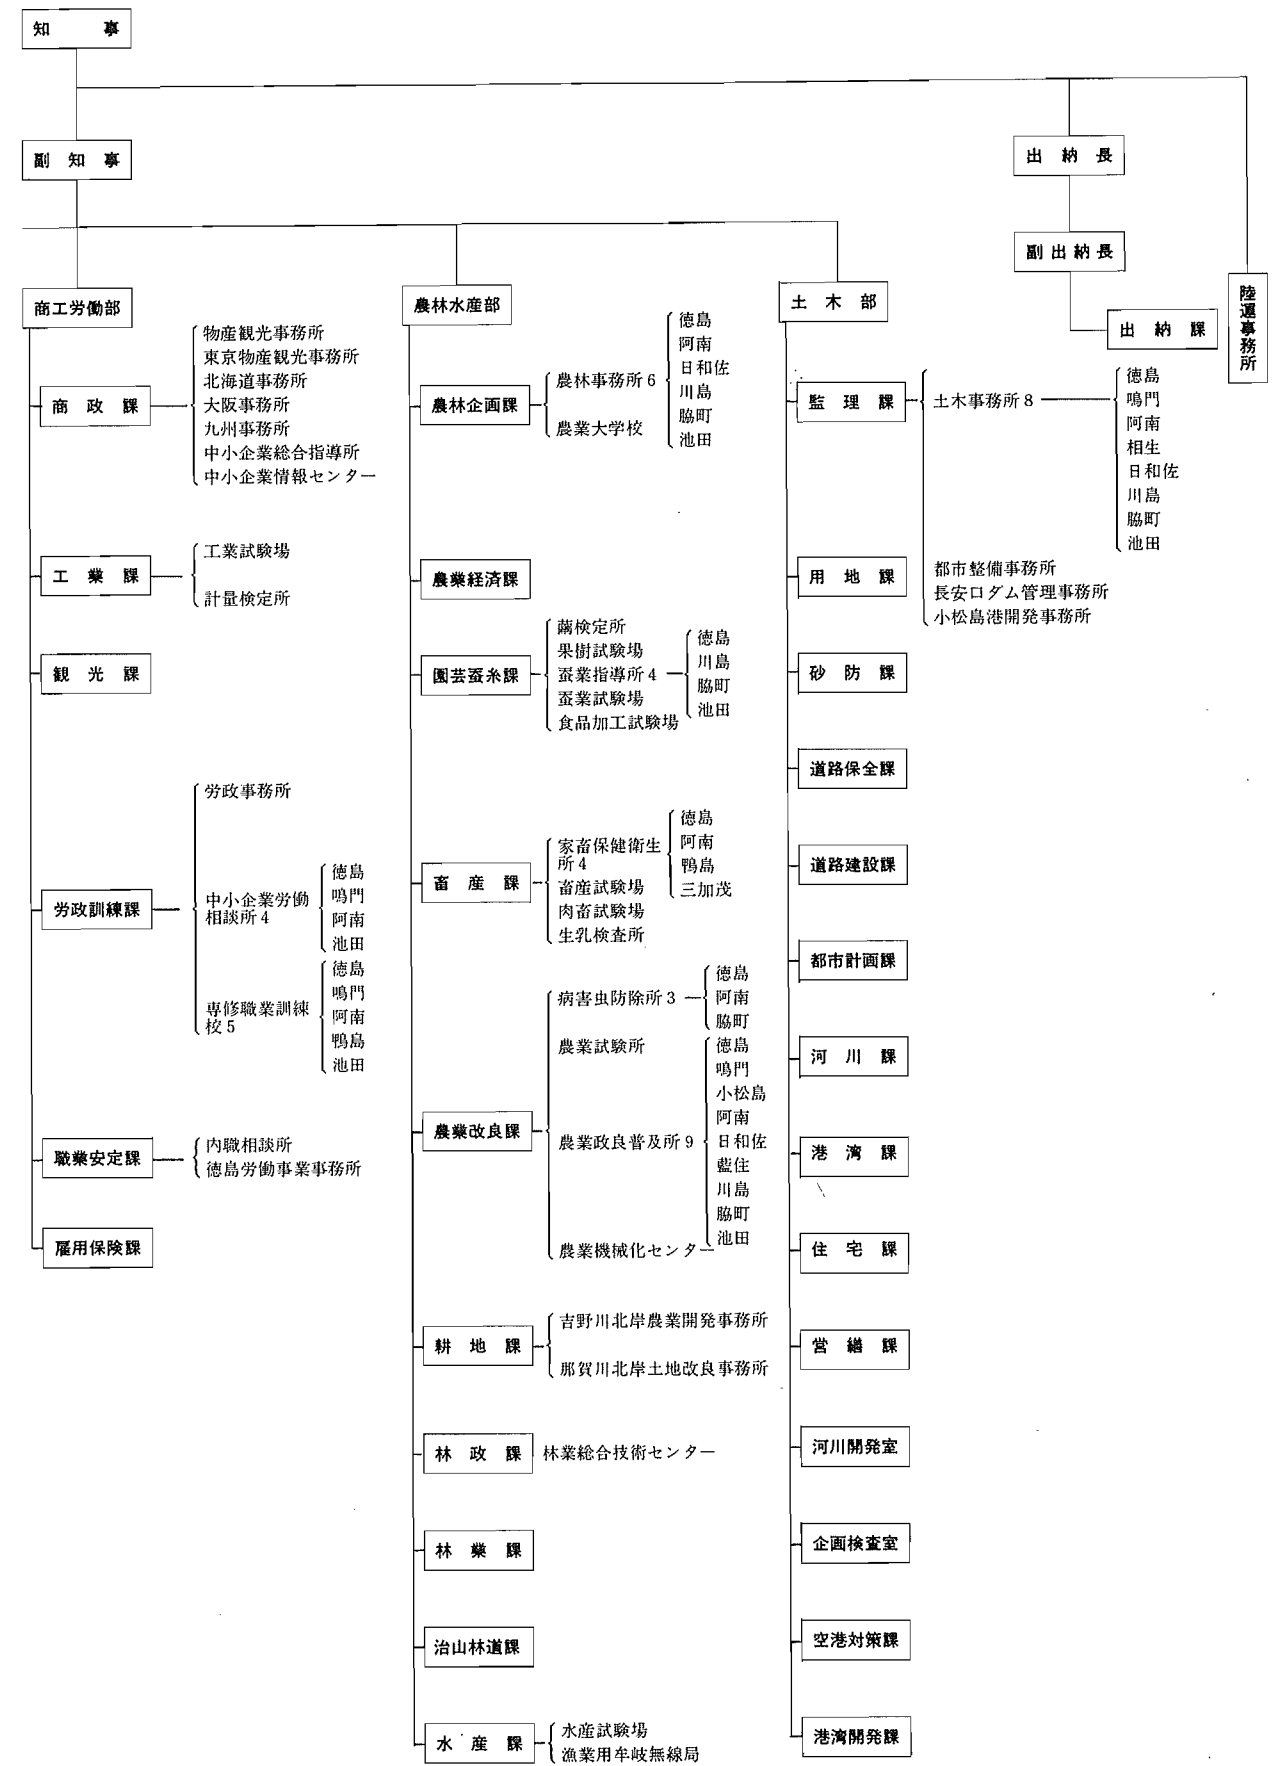 知事
副知事
出納長
副出納長
出納課
陸運事務所
商工労働部
商政課
物産観光事務所
東京物産観光事務所
北海道事務所
大阪事務所
九州事務所
中小企業総合指導所
中小企業情報センター
工業課
工業試験場
計量検定所
観光課
労政訓練課
労政事務所
中小企業労働
相談所4
徳島
鳴門
阿南
池田
専修職業訓練
校5
徳島
鳴門
阿南
鴨島
池田
職業安定課
内職相談所
徳島労働事業事務所
雇用保険課
農林水産部
農林企画課
農林事務所6
徳島
阿南
日和佐
川島
脇町
池田
農業大学校
農業経済課
園芸蚕糸課
繭検定所
果樹試験場
蚕業指導所4
徳島
川島
脇町
池田
蚕業試験場
食品加工試験場
畜産課
家畜保健衛生
所4
徳島
阿南
鴨島
三加茂
畜産試験場
肉畜試験場
生乳検査所
農業改良課
病害虫防除所3
徳島
阿南
脇町
農業試験所
農業政良普及所9
徳島
鳴門
小松島
阿南
日和佐
藍住
川島
脇町
池田
農業機械化センター
耕地課
吉野川北岸農業開発事務所
那賀川北岸土地改良事務所
林政課
林業総合技術センター
林業課
治山林道課
水産課
水産試験場
漁業用牟岐無線局
土木部
監理課
土木事務所8
徳島
鳴門
阿南
相生
日和佐
川島
脇町
池田
都市整備事務所
長安口ダム管理事務所
小松島港開発事務所
用地課
砂防課
道路保全課
道路建設課
都市計画課
河川課
港湾課
住宅課
営繕課
河川開発室
企画検査室
空港対策課
港湾開発課